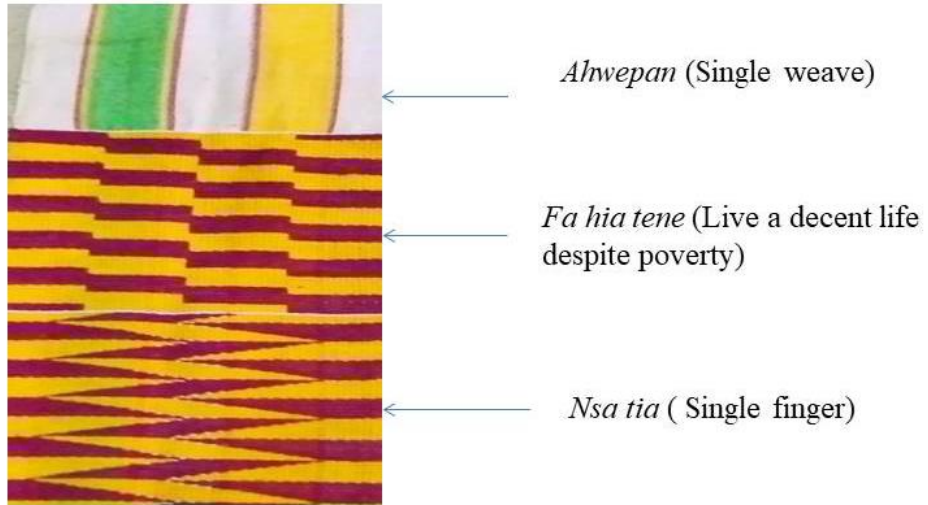 Ahwepan (Single weave)
Fa hia tene (Live a decent life
despite poverty)
Nsa tia ( Single finger)